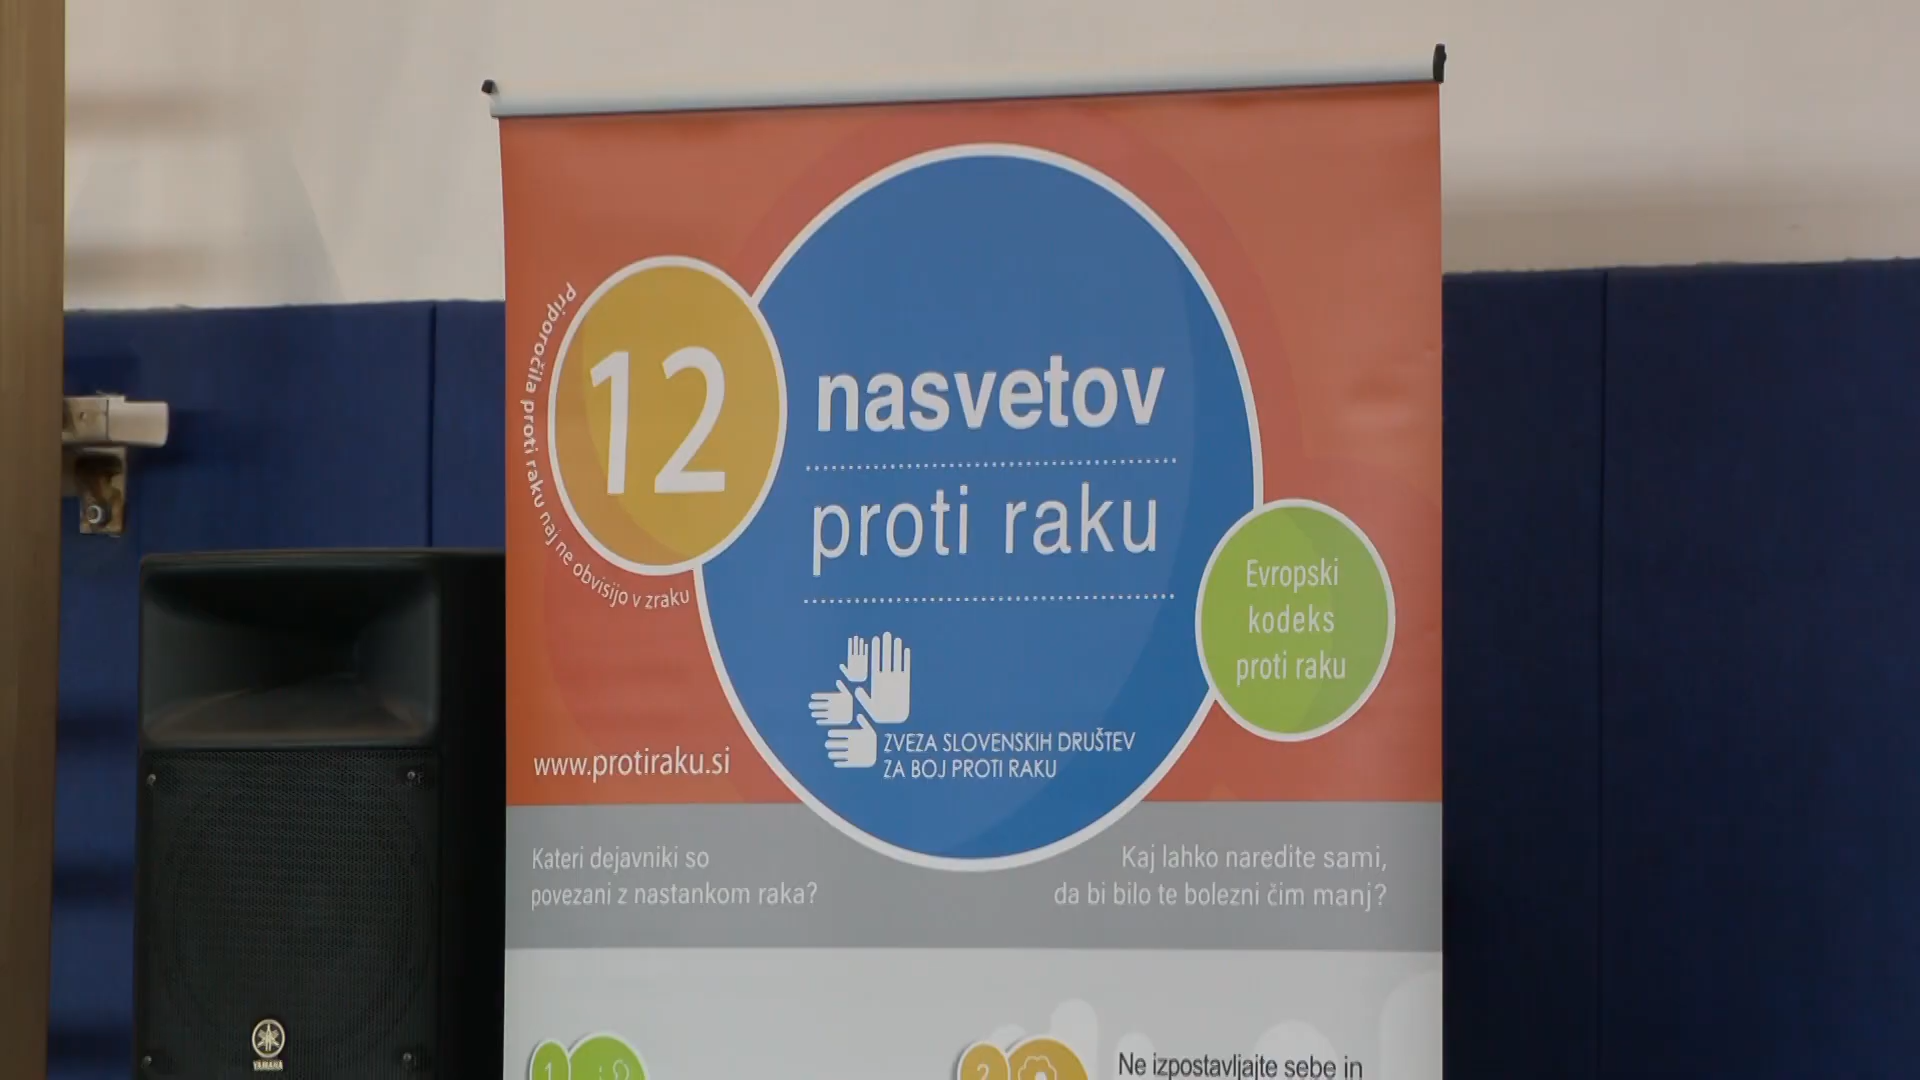 Priporočila proti raku naj ne obvisijo v zraku
12
nasvetov
proti raku
Evropski
kodeks
proti raku
ZVEZA SLOVENSKIH DRUŠTEV
ZA BOJ PROTI RAKU
www.protiraku.si
Kateri dejavniki so
povezani z nastankom raka?
Kaj lahko naredite sami,
da bi bilo te bolezni čim manj?
1
2
Ne izpostavljajte sebe in
YAMAHA